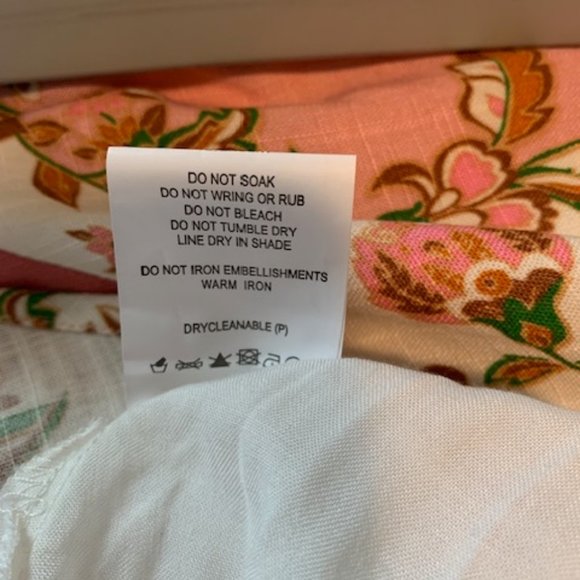 DO NOT SOAK
DO NOT WRING OR RUB
DO NOT BLEACH
DO NOT TUMBLE DRY
LINE DRY IN SHADE
DO NOT IRON EMBELLISHMENTS
WARM IRON
DRYCLEANABLE (P)